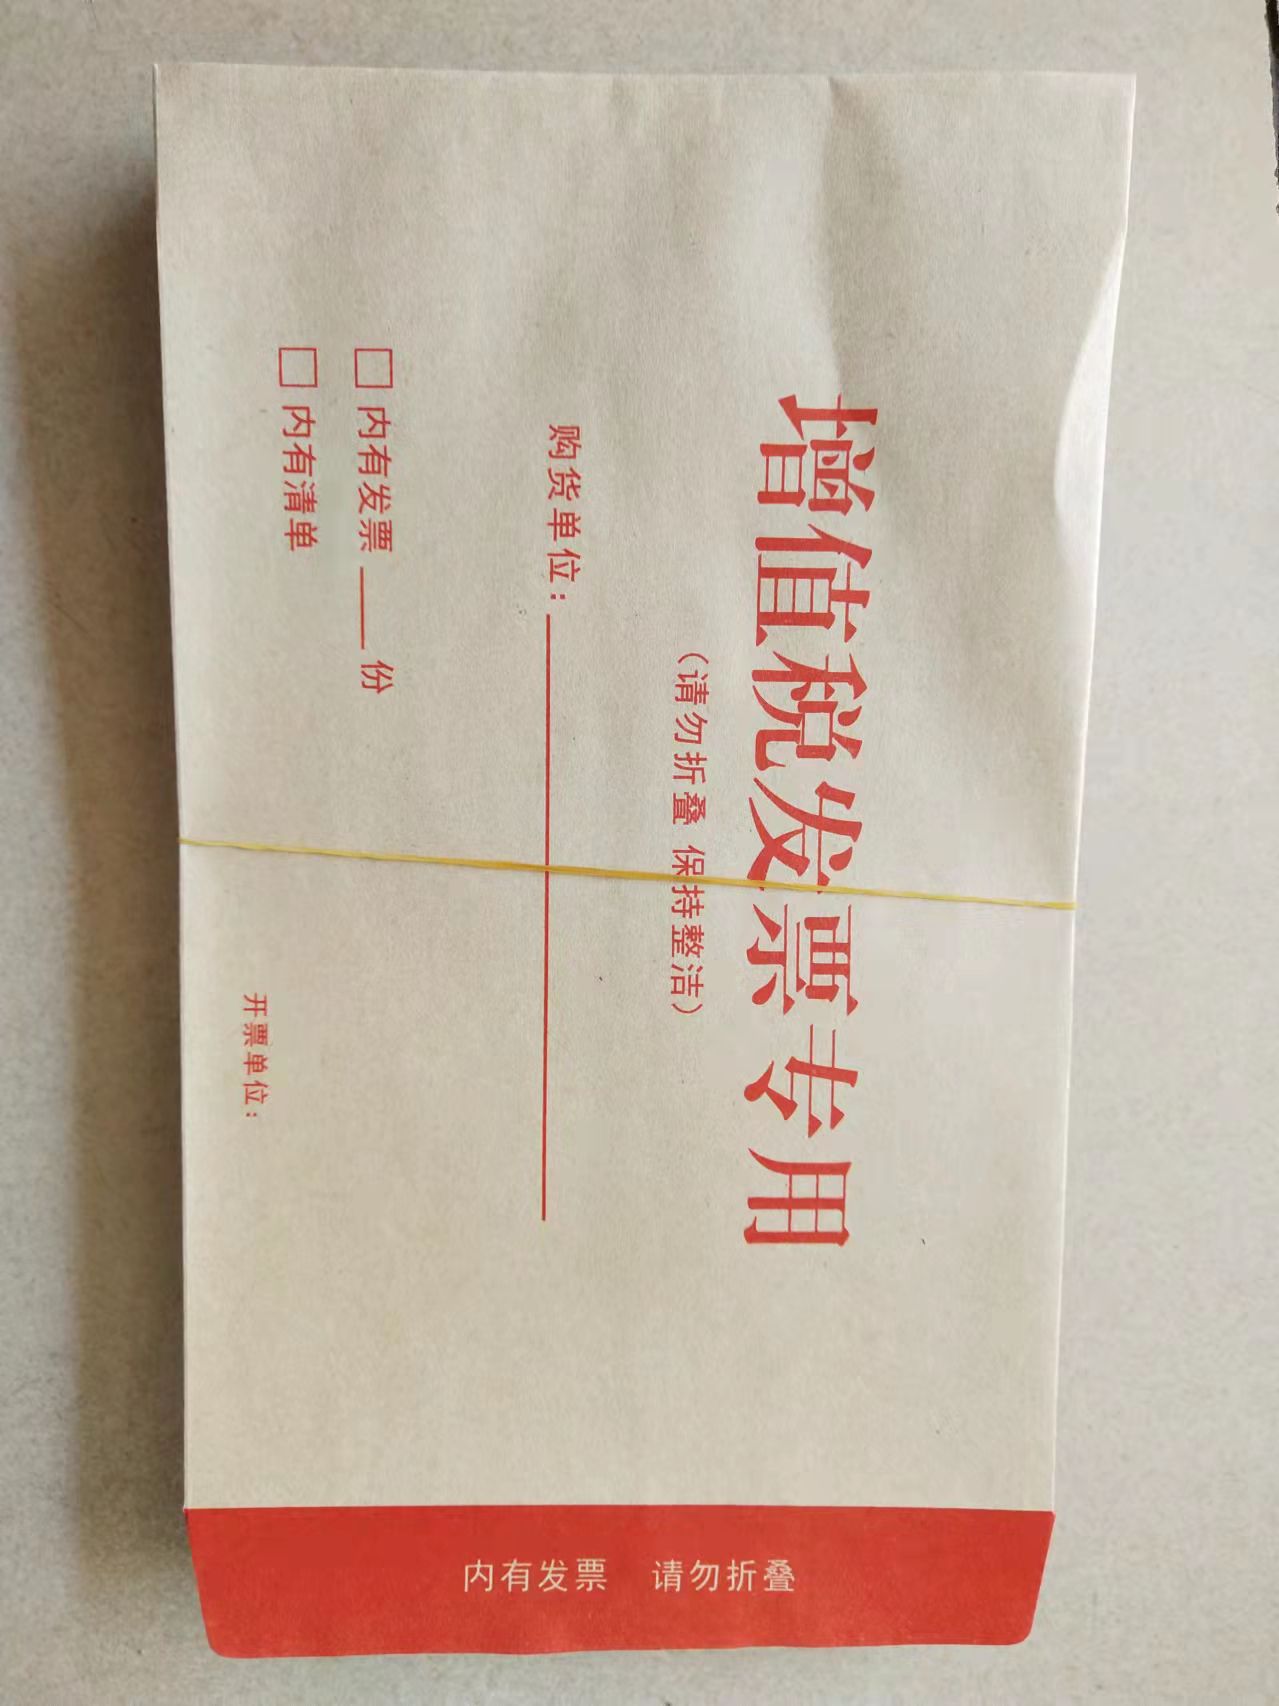 增值税发票专用
（请勿折叠 保持整洁）
购货单位：
内有发票 份
内有清单
开票单位：
内有发票 请勿折叠